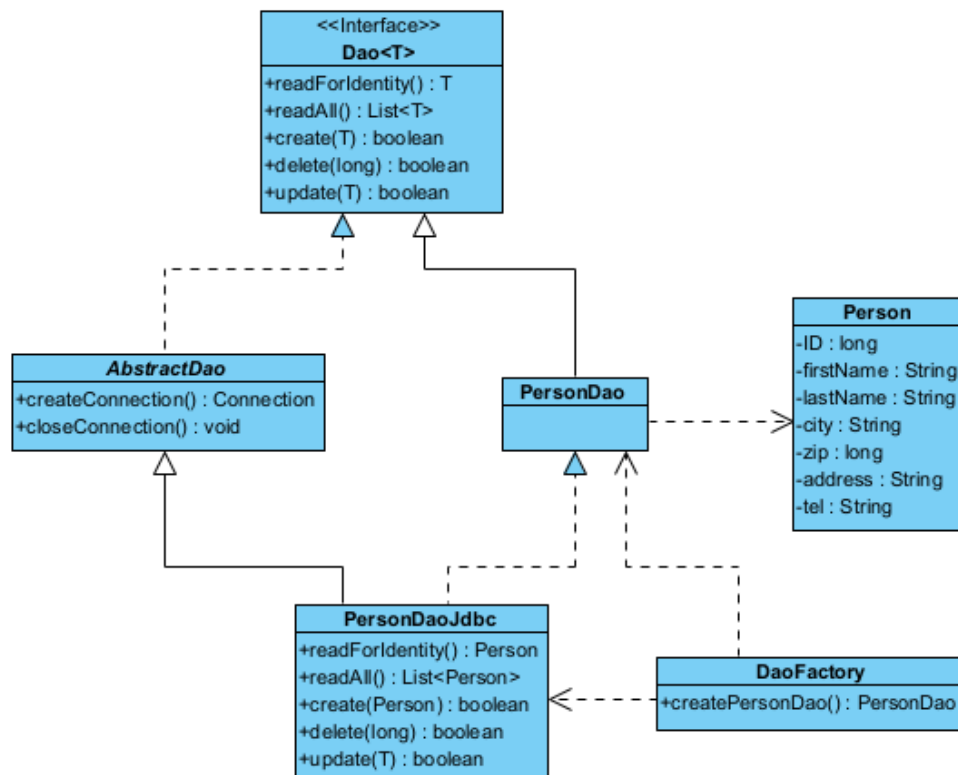 <<Interface>>
Dao<T>
+readForIdentity() : T
+readAll() : List<T>
+create(T) : boolean
+delete(long) : boolean
+update(T) : boolean
Person
-ID : long
-firstName : String
-lastName : String
-city : String
-zip : long
-address : String
-tel : String
AbstractDao
+createConnection() : Connection
+closeConnection() : void
PersonDao
PersonDaoJdbc
+readForIdentity() : Person
+readAll() : List<Person>
+create(Person) : boolean
+delete(long) : boolean
+update(T) : boolean
DaoFactory
+createPersonDao() : PersonDao